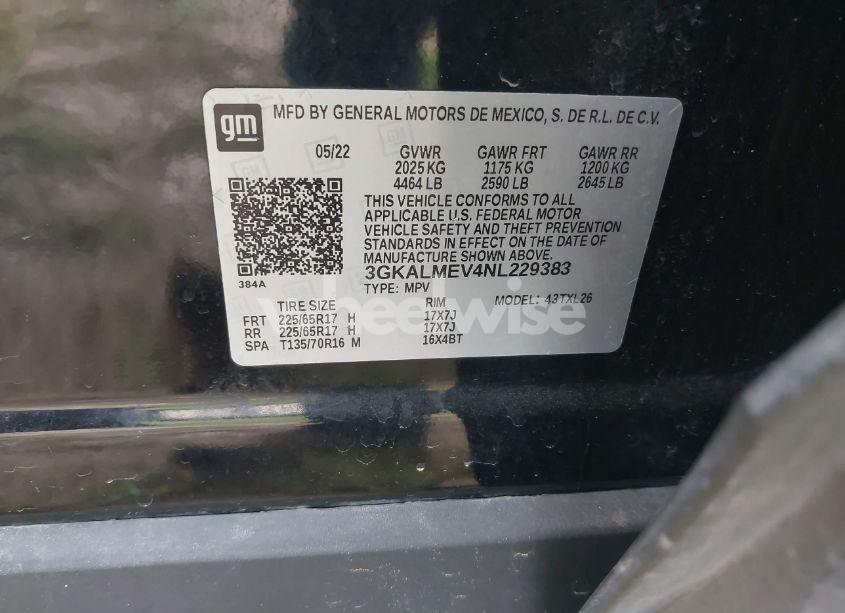 gm MFD BY GENERAL MOTORS DE MEXICO, S. DE R.L. DE C.V.
05/22 GVWR GAWR FRT GAWR RR
2025 KG 1175 KG 1200 KG
4464 LB 2590 LB 2645 LB
THIS VEHICLE CONFORMS TO ALL
APPLICABLE U.S. FEDERAL MOTOR
VEHICLE SAFETY AND THEFT PREVENTION
STANDARDS IN EFFECT ON THE DATE OF
MANUFACTURE SHOWN ABOVE.
384A 3GKALMEV4NL229383
TYPE: MPV MODEL: 43TXL26
TIRE SIZE RIM
FRT 225/65R17 H 17X7J
RR 225/65R17 H 17X7J
SPA T135/70R16 M 16X4BT
wheelwise